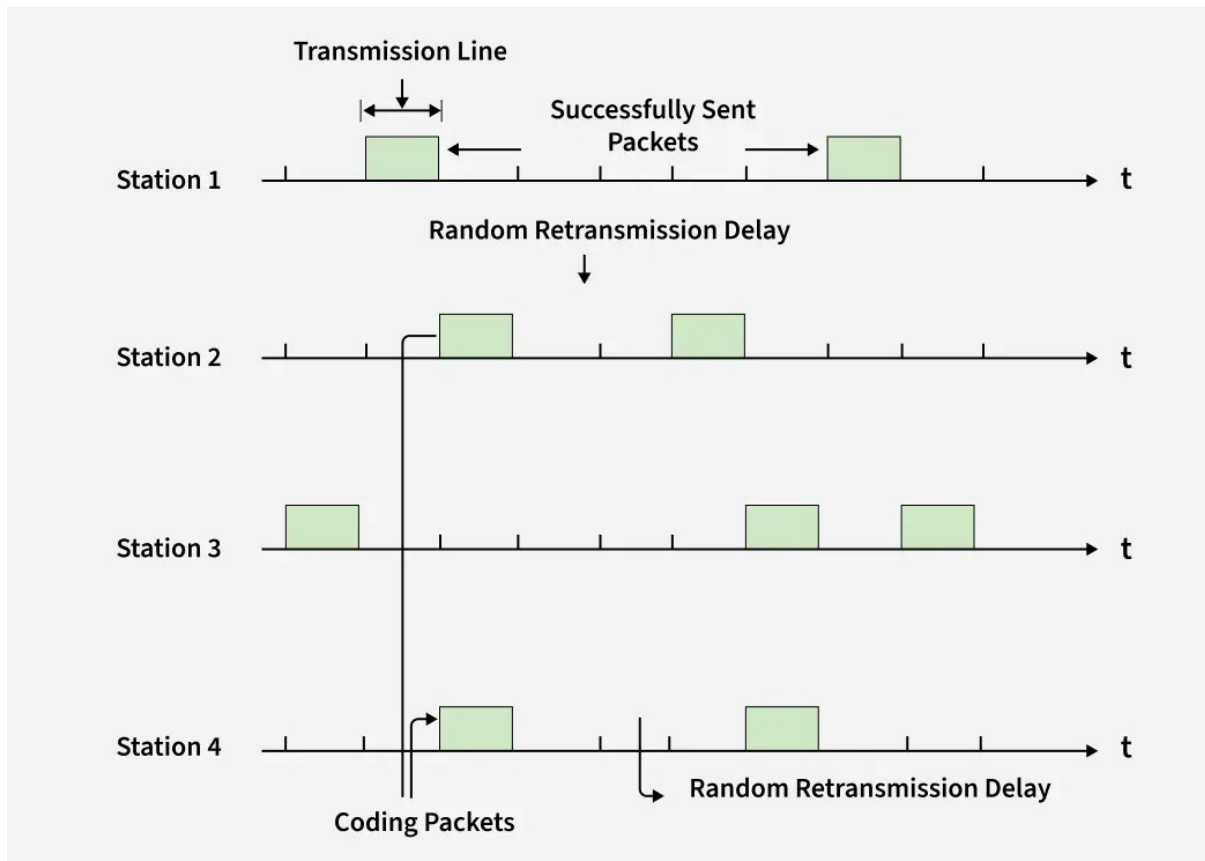 Transmission Line
Successfully Sent
Packets
Station 1
t
Random Retransmission Delay
Station 2
t
Station 3
t
Station 4
t
Random Retransmission Delay
Coding Packets